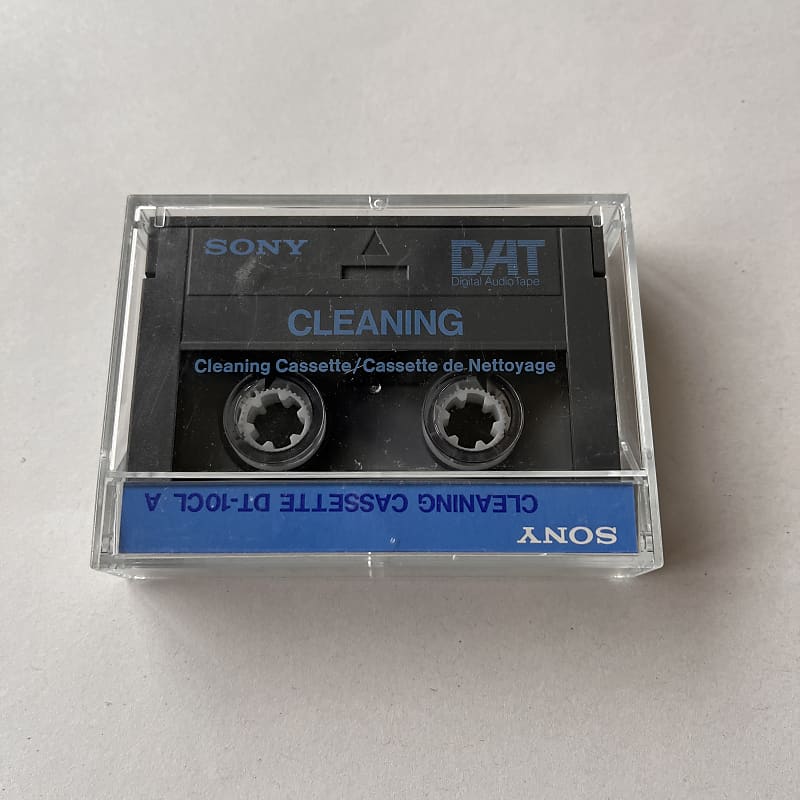 SONY
DAT
Digital Audio Tape
CLEANING
Cleaning Cassette/Cassette de Nettoyage
CLEANING CASSETTE DT-10CL A
SONY